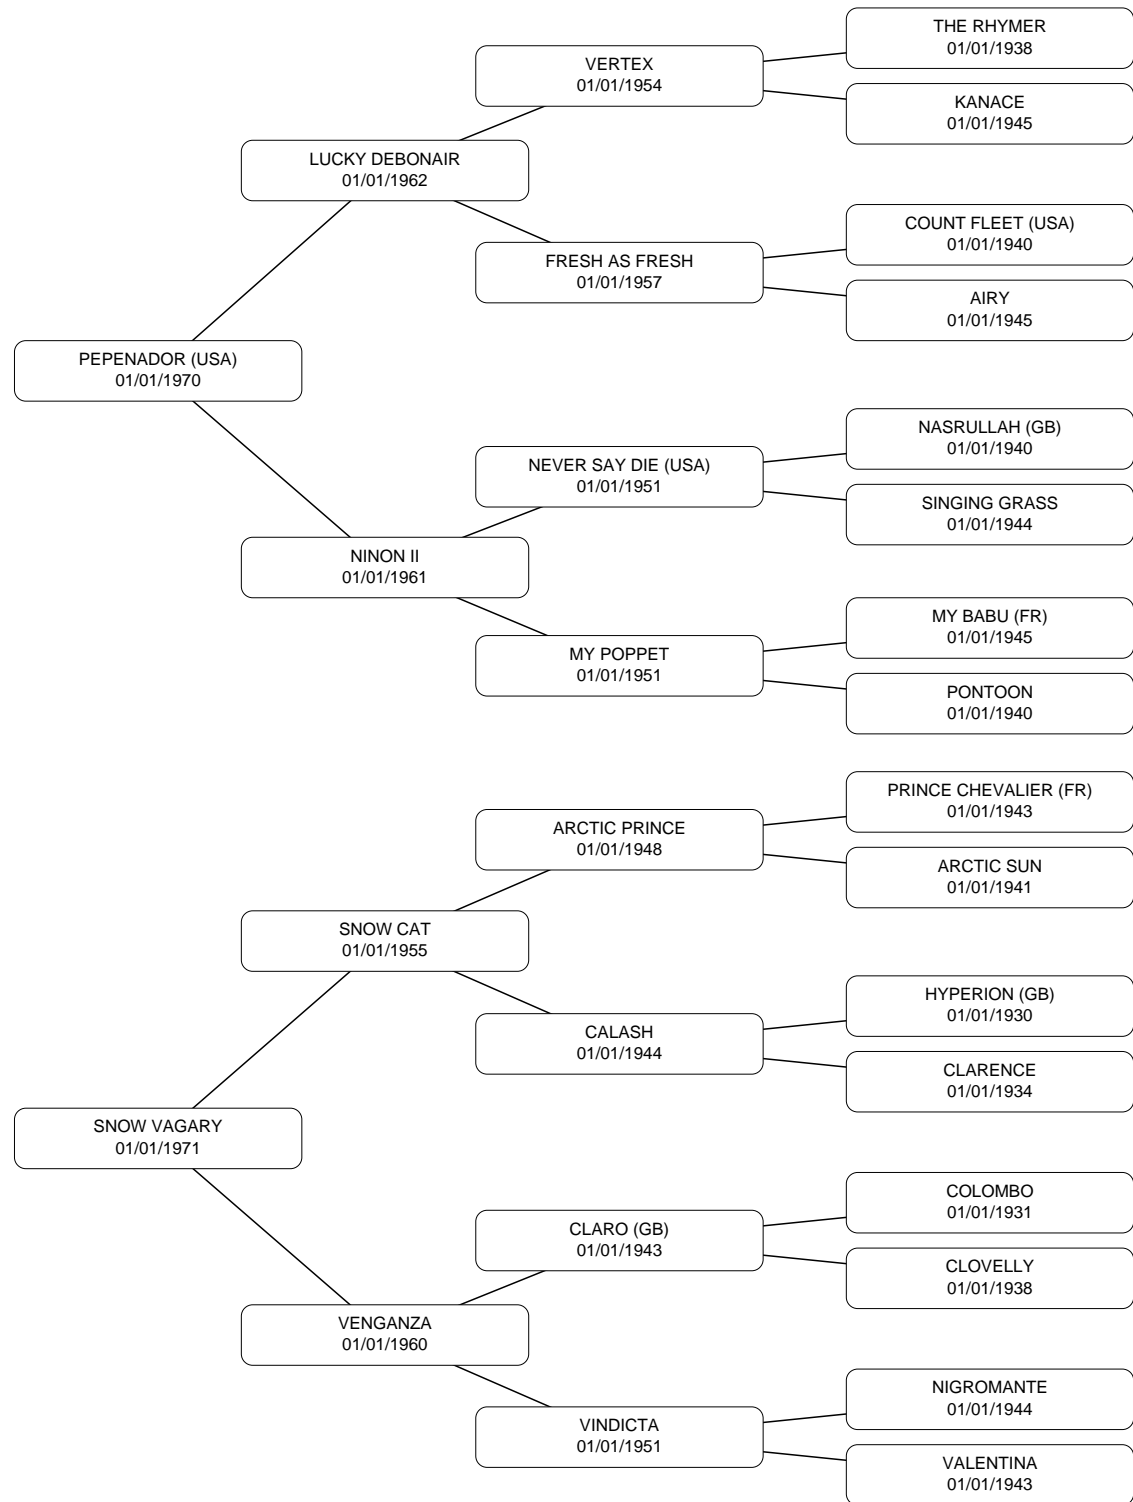 THE RHYMER
01/01/1938
VERTEX
01/01/1954
KANACE
01/01/1945
LUCKY DEBONAIR
01/01/1962
COUNT FLEET (USA)
01/01/1940
FRESH AS FRESH
01/01/1957
AIRY
01/01/1945
PEPENADOR (USA)
01/01/1970
NASRULLAH (GB)
01/01/1940
NEVER SAY DIE (USA)
01/01/1951
SINGING GRASS
01/01/1944
NINON II
01/01/1961
MY BABU (FR)
01/01/1945
MY POPPET
01/01/1951
PONTOON
01/01/1940
PRINCE CHEVALIER (FR)
01/01/1943
ARCTIC PRINCE
01/01/1948
ARCTIC SUN
01/01/1941
SNOW CAT
01/01/1955
HYPERION (GB)
01/01/1930
CALASH
01/01/1944
CLARENCE
01/01/1934
SNOW VAGARY
01/01/1971
COLOMBO
01/01/1931
CLARO (GB)
01/01/1943
CLOVELLY
01/01/1938
VENGANZA
01/01/1960
NIGROMANTE
01/01/1944
VINDICTA
01/01/1951
VALENTINA
01/01/1943